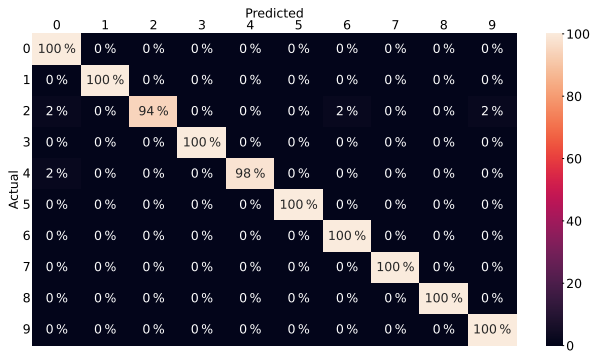 Predicted
0 1 2 3 4 5 6 7 8 9
Actual
0 100 % 0 % 0 % 0 % 0 % 0 % 0 % 0 % 0 % 0 %
1 0 % 100 % 0 % 0 % 0 % 0 % 0 % 0 % 0 % 0 %
2 2 % 0 % 94 % 0 % 0 % 0 % 2 % 0 % 0 % 2 %
3 0 % 0 % 0 % 100 % 0 % 0 % 0 % 0 % 0 % 0 %
4 2 % 0 % 0 % 0 % 98 % 0 % 0 % 0 % 0 % 0 %
5 0 % 0 % 0 % 0 % 0 % 100 % 0 % 0 % 0 % 0 %
6 0 % 0 % 0 % 0 % 0 % 0 % 100 % 0 % 0 % 0 %
7 0 % 0 % 0 % 0 % 0 % 0 % 0 % 100 % 0 % 0 %
8 0 % 0 % 0 % 0 % 0 % 0 % 0 % 0 % 100 % 0 %
9 0 % 0 % 0 % 0 % 0 % 0 % 0 % 0 % 0 % 100 %
100
80
60
40
20
0